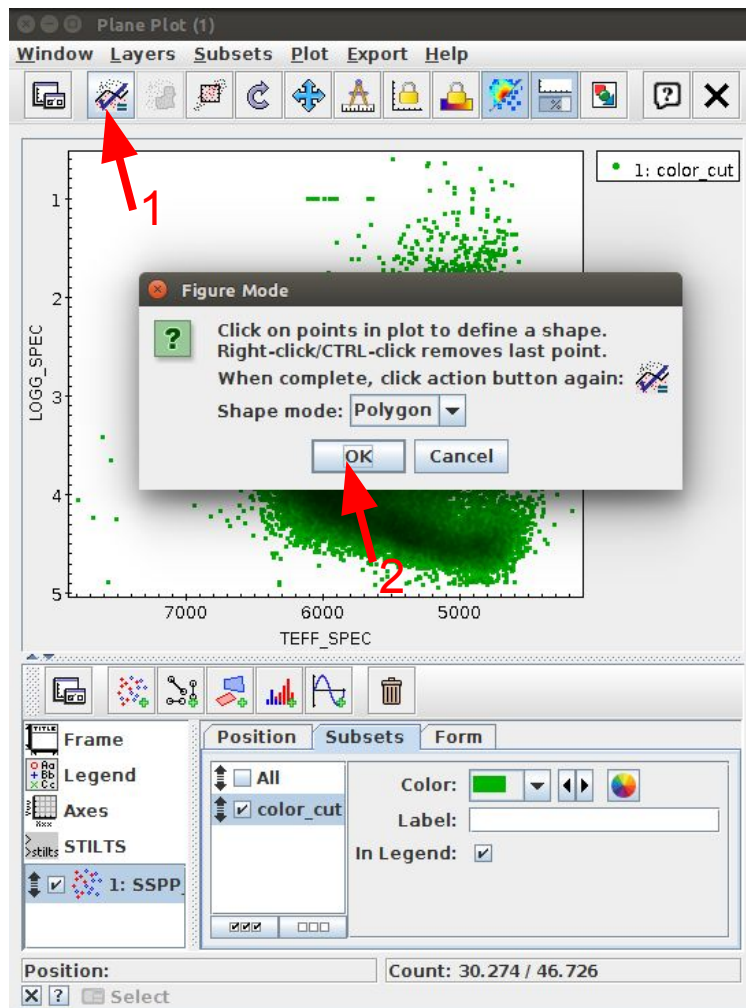 Plane Plot (1)
Window Layers Subsets Plot Export Help
1: color_cut
1
1
2
3
4
5
LOGG_SPEC
Figure Mode
Click on points in plot to define a shape.
Right-click/CTRL-click removes last point.
When complete, click action button again:
Shape mode: Polygon
OK
Cancel
2
7000 6000 5000
TEFF_SPEC
Frame
Legend
Axes
STILTS
1: SSPP_
Position Subsets Form
All
color_cut
Color:
Label:
In Legend:
Position:
Count: 30.274 / 46.726
Select